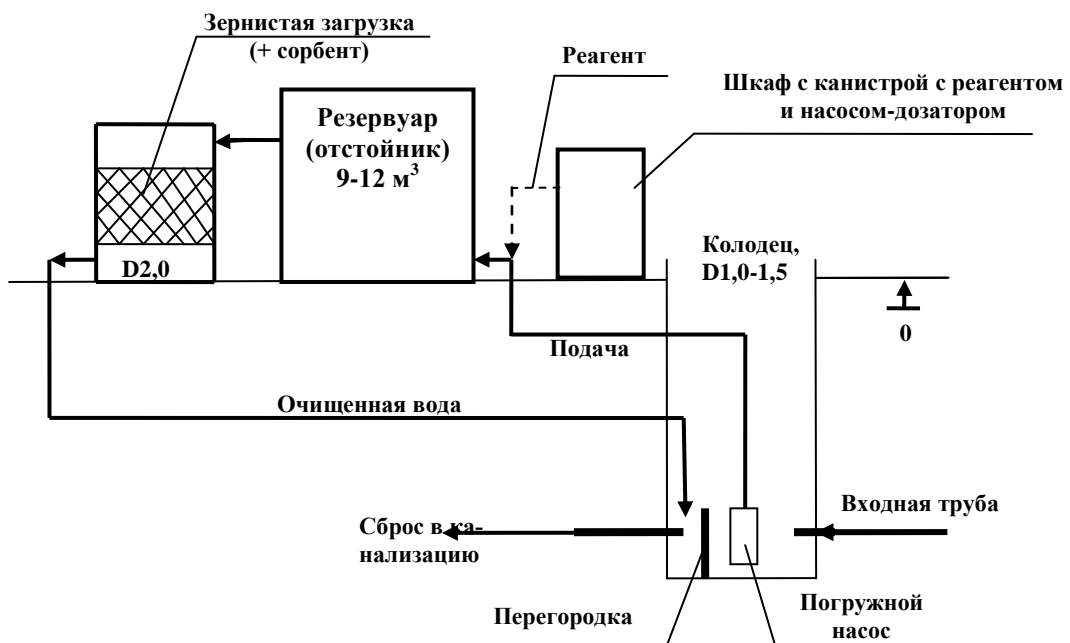 Зернистая загрузка
(+ сорбент)
Реагент
Шкаф с канистрой с реагентом
и насосом-дозатором
Резервуар
(отстойник)
9-12 м³
Колодец,
D1,0-1,5
D2,0
0
Подача
Очищенная вода
Входная труба
Сброс в ка-
нализацию
Перегородка
Погружной
насос